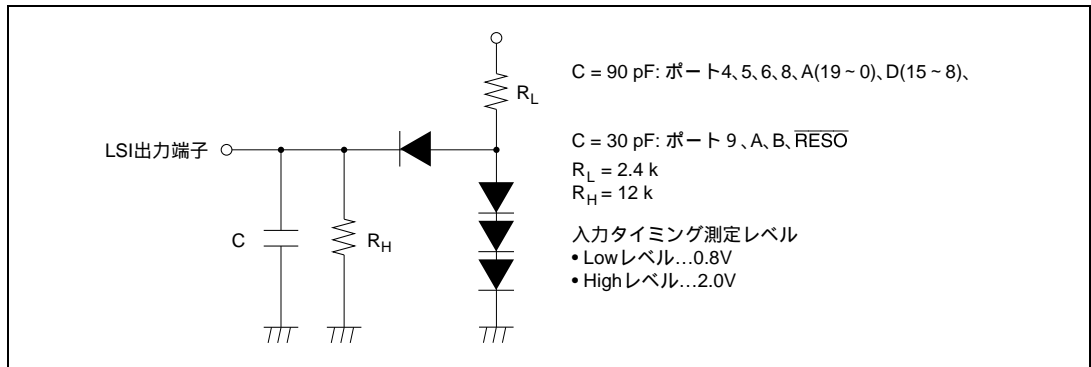 C = 90 pF: ポート4、5、6、8、A(19~0)、D(15~8)、
R_L
C = 30 pF: ポート 9 、A、B、RESO
LSI出力端子
R_L = 2.4 k
R_H = 12 k
入力タイミング測定レベル
C
R_H
• Lowレベル…0.8V
• Highレベル…2.0V